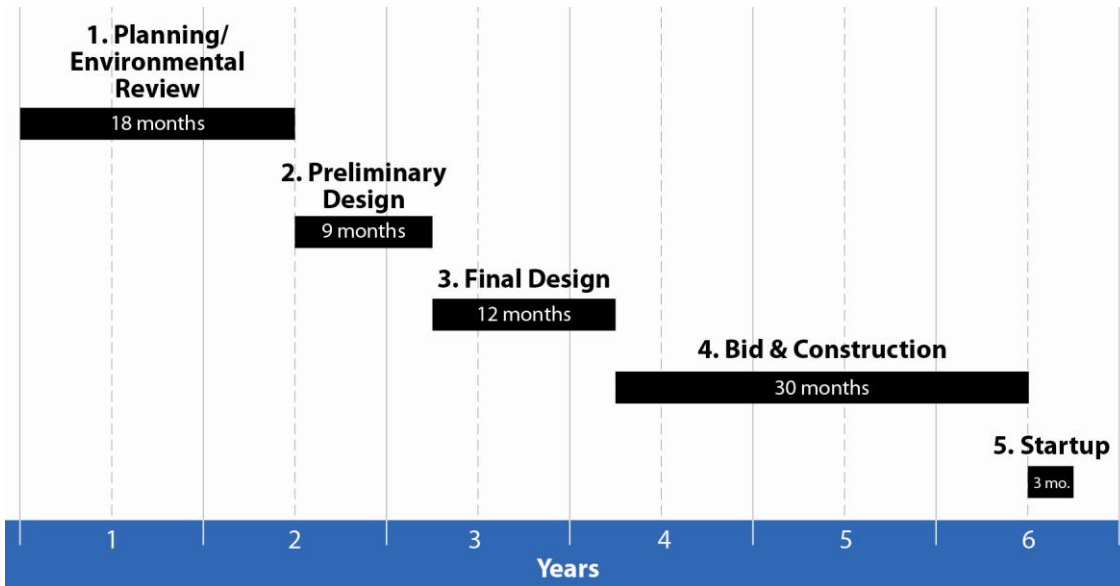 1. Planning/
Environmental
Review
18 months
2. Preliminary
Design
9 months
3. Final Design
12 months
4. Bid & Construction
30 months
5. Startup
3 mo.
1 2 3 4 5 6
Years